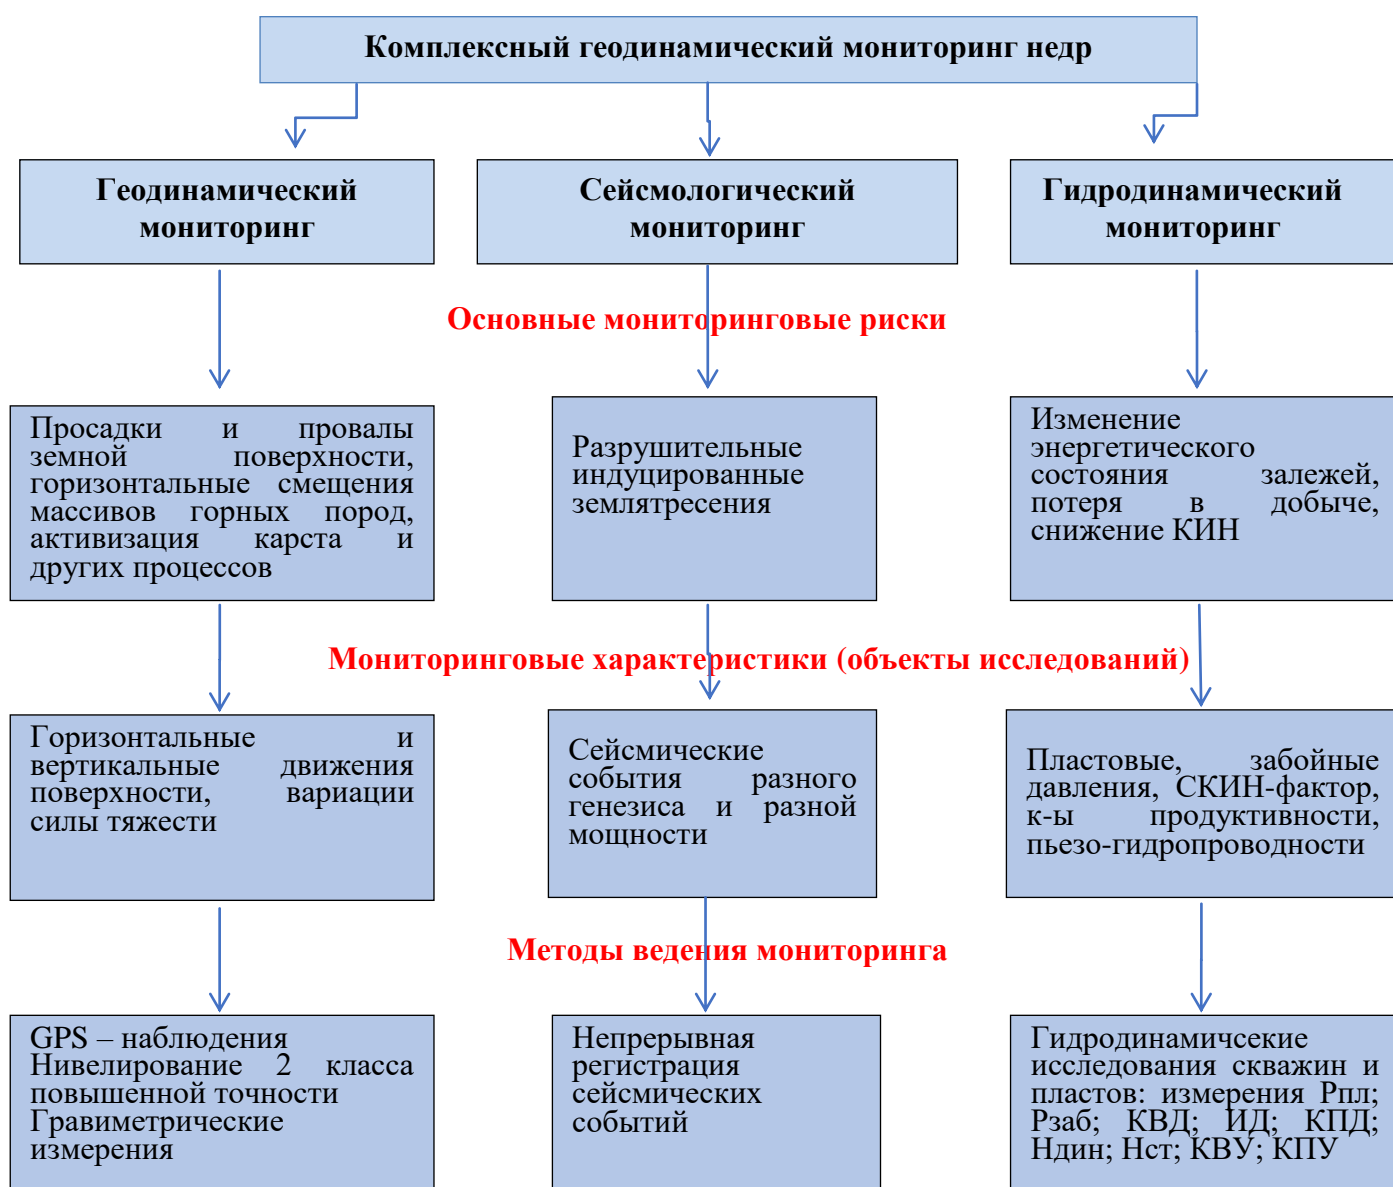 Комплексный геодинамический мониторинг недр
Геодинамический
мониторинг
Сейсмологический
мониторинг
Гидродинамический
мониторинг
Основные мониторинговые риски
Просадки и провалы
земной поверхности,
горизонтальные смещения
массивов горных пород,
активизация карста и
других процессов
Разрушительные
индуцированные
землятресения
Изменение
энергетического
состояния залежей,
потеря в добыче,
снижение КИН
Мониторинговые характеристики (объекты исследований)
Горизонтальные и
вертикальные движения
поверхности, вариации
силы тяжести
Сейсмические
события разного
генезиса и разной
мощности
Пластовые, забойные
давления, СКИН-фактор,
к-ы продуктивности,
пьезо-гидропроводности
Методы ведения мониторинга
GPS – наблюдения
Нивелирование 2 класса
повышенной точности
Гравиметрические
измерения
Непрерывная
регистрация
сейсмических
событий
Гидродинамичсекие
исследования скважин и
пластов: измерения Рпл;
Рзаб; КВД; ИД; КПД;
Ндин; Нст; КВУ; КПУ